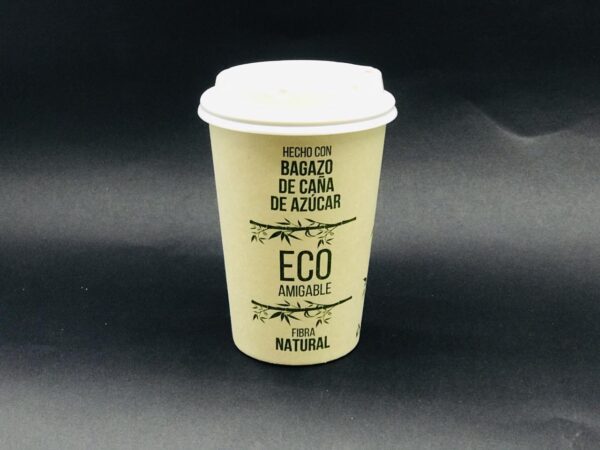 HECHO CON
BAGAZO
DE CAÑA
DE AZÚCAR
ECO
AMIGABLE
FIBRA
NATURAL